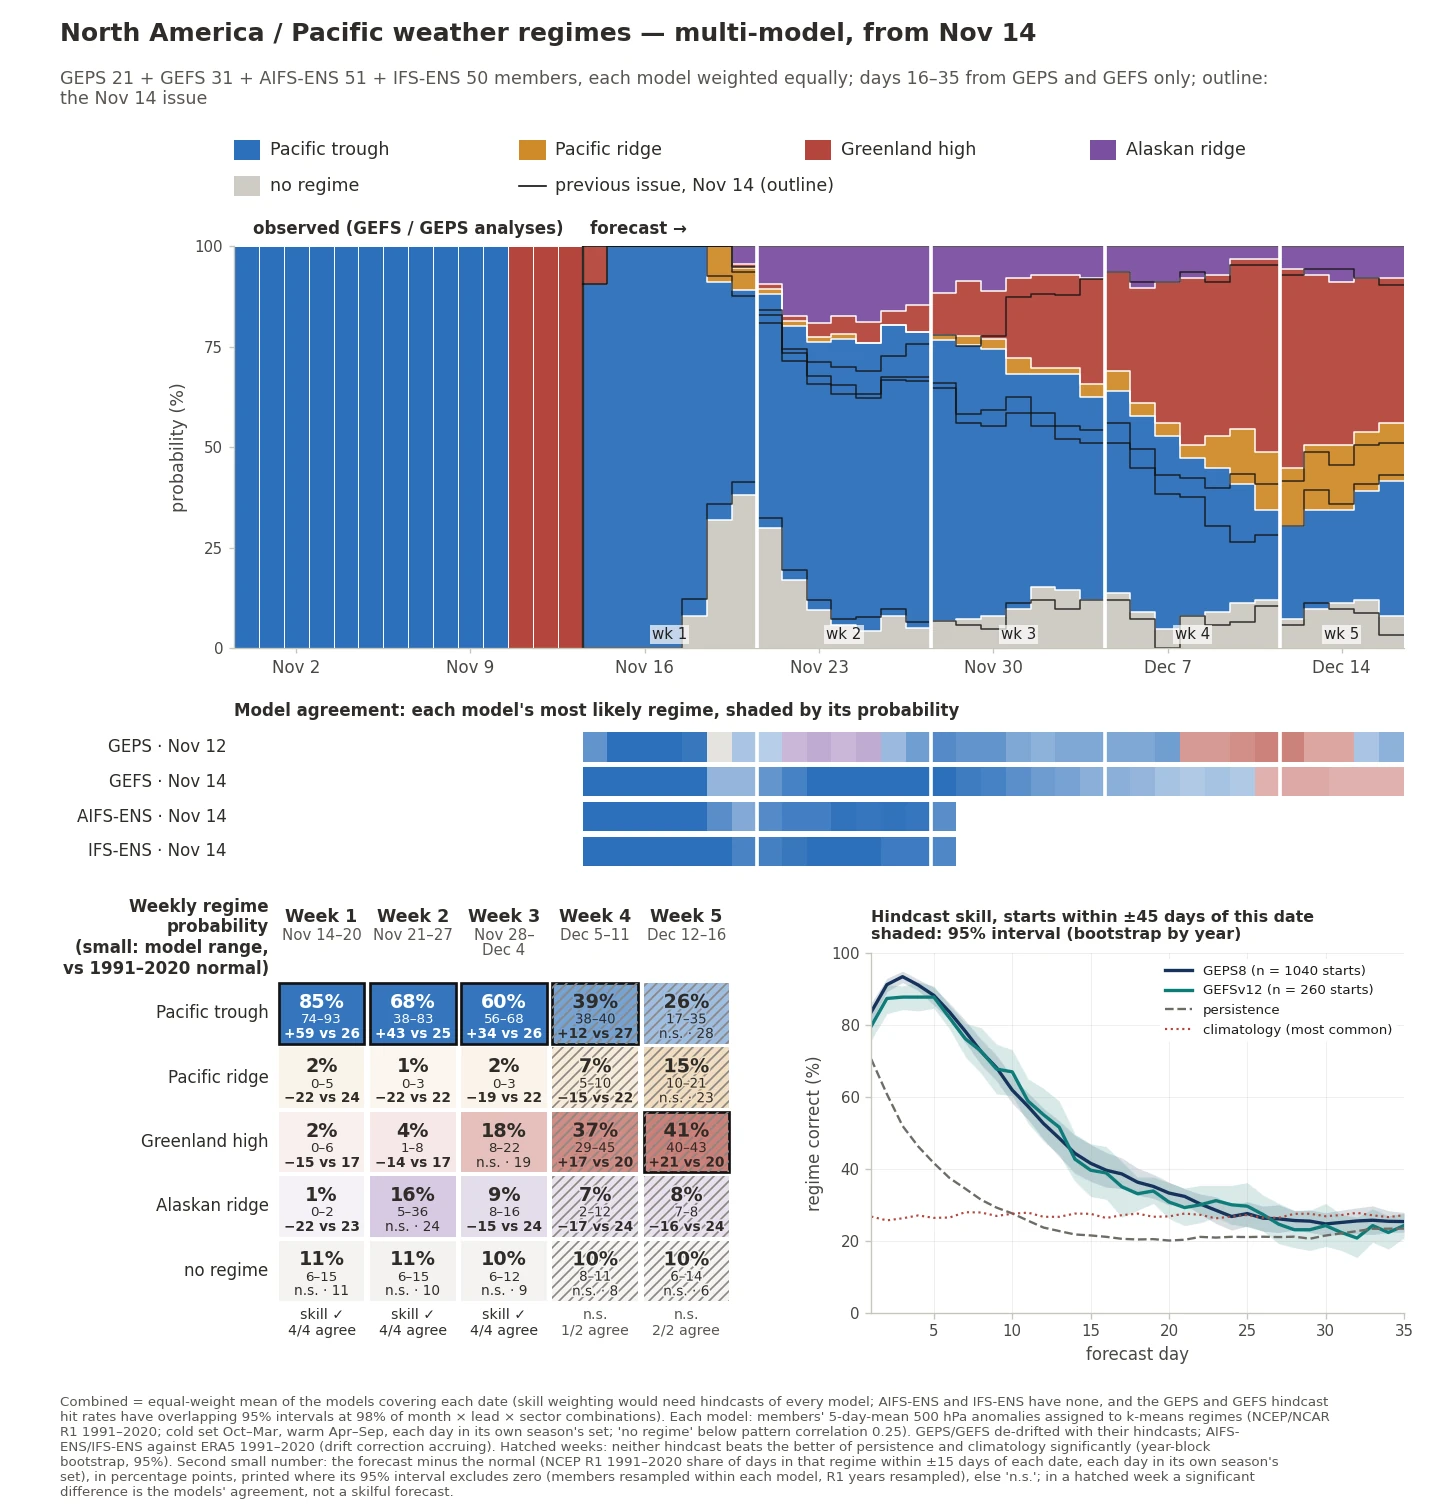 North America / Pacific weather regimes — multi-model, from Nov 14
GEPS 21 + GEFS 31 + AIFS-ENS 51 + IFS-ENS 50 members, each model weighted equally; days 16–35 from GEPS and GEFS only; outline:
the Nov 14 issue
Pacific trough
Pacific ridge
Greenland high
Alaskan ridge
no regime
previous issue, Nov 14 (outline)
observed (GEFS / GEPS analyses)
forecast →
probability (%)
100
75
50
25
0
wk 1
wk 2
wk 3
wk 4
wk 5
Nov 2
Nov 9
Nov 16
Nov 23
Nov 30
Dec 7
Dec 14
Model agreement: each model's most likely regime, shaded by its probability
GEPS · Nov 12
GEFS · Nov 14
AIFS-ENS · Nov 14
IFS-ENS · Nov 14
Weekly regime
probability
(small: model range,
vs 1991–2020 normal)
Week 1
Nov 14–20
Week 2
Nov 21–27
Week 3
Nov 28–
Dec 4
Week 4
Dec 5–11
Week 5
Dec 12–16
Pacific trough
85%
74–93
+59 vs 26
68%
38–83
+43 vs 25
60%
56–68
+34 vs 26
39%
38–40
+12 vs 27
26%
17–35
n.s. · 28
Pacific ridge
2%
0–5
−22 vs 24
1%
0–3
−22 vs 22
2%
0–3
−19 vs 22
7%
5–10
−15 vs 22
15%
10–21
n.s. · 23
Greenland high
2%
0–6
−15 vs 17
4%
1–8
−14 vs 17
18%
8–22
n.s. · 19
37%
29–45
+17 vs 20
41%
40–43
+21 vs 20
Alaskan ridge
1%
0–2
−22 vs 23
16%
5–36
n.s. · 24
9%
8–16
−15 vs 24
7%
2–12
−17 vs 24
8%
7–8
−16 vs 24
no regime
11%
6–15
n.s. · 11
11%
6–15
n.s. · 10
10%
6–12
n.s. · 9
10%
8–11
n.s. · 8
10%
6–14
n.s. · 6
skill ✓
4/4 agree
skill ✓
4/4 agree
skill ✓
4/4 agree
n.s.
1/2 agree
n.s.
2/2 agree
Hindcast skill, starts within ±45 days of this date
shaded: 95% interval (bootstrap by year)
GEPS8 (n = 1040 starts)
GEFSv12 (n = 260 starts)
persistence
climatology (most common)
regime correct (%)
100
80
60
40
20
0
5
10
15
20
25
30
35
forecast day
Combined = equal-weight mean of the models covering each date (skill weighting would need hindcasts of every model; AIFS-ENS and IFS-ENS have none, and the GEPS and GEFS hindcast
hit rates have overlapping 95% intervals at 98% of month × lead × sector combinations). Each model: members' 5-day-mean 500 hPa anomalies assigned to k-means regimes (NCEP/NCAR
R1 1991–2020; cold set Oct–Mar, warm Apr–Sep, each day in its own season's set; 'no regime' below pattern correlation 0.25). GEPS/GEFS de-drifted with their hindcasts; AIFS-
ENS/IFS-ENS against ERA5 1991–2020 (drift correction accruing). Hatched weeks: neither hindcast beats the better of persistence and climatology significantly (year-block
bootstrap, 95%). Second small number: the forecast minus the normal (NCEP R1 1991–2020 share of days in that regime within ±15 days of each date, each day in its own season's
set), in percentage points, printed where its 95% interval excludes zero (members resampled within each model, R1 years resampled), else 'n.s.'; in a hatched week a significant
difference is the models' agreement, not a skilful forecast.